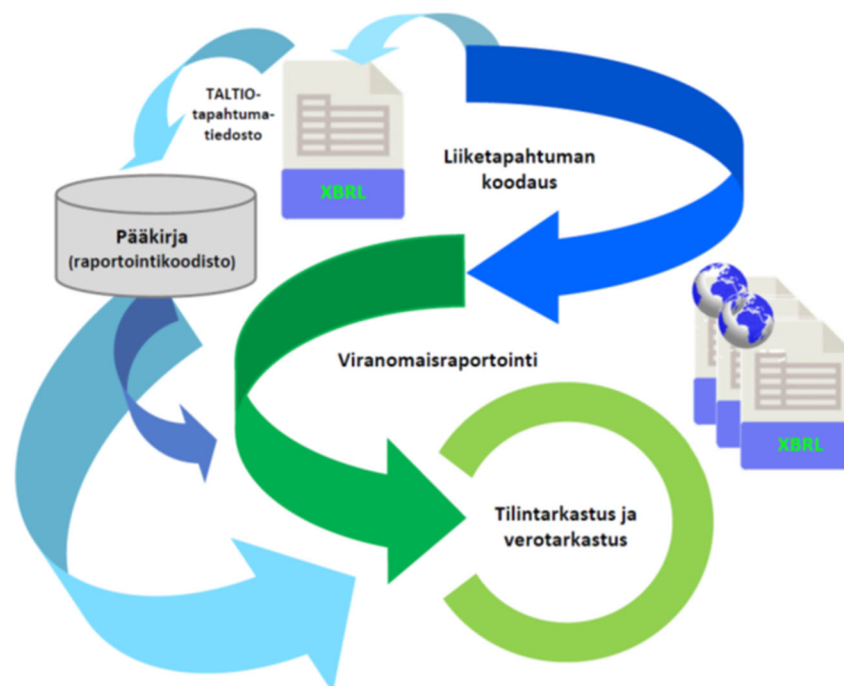 TALTIO-
tapahtuma-
tiedosto
XBRL
Liiketapahtuman
koodaus
Pääkirja
(raportointikoodisto)
Viranomaisraportointi
XBRL
Tilintarkastus ja
verotarkastus